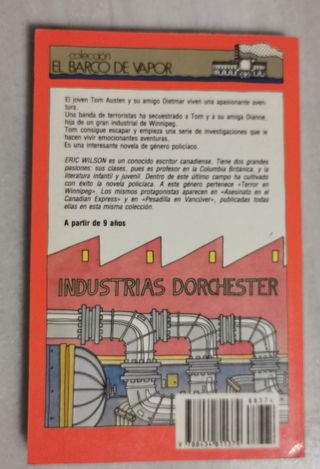 colección
EL BARCO DE VAPOR
El joven Tom Austen y su amigo Dietmar viven una apasionante aven-
tura.
Una banda de terroristas ha secuestrado a Tom y a su amiga Dianne,
hija de un gran industrial de Winnipeg.
Tom consigue escapar y empieza una serie de investigaciones que le
hacen vivir emocionantes aventuras.
Es una interesante novela de género policíaco.
ERIC WILSON es un conocido escritor canadiense. Tiene dos grandes
pasiones: sus clases, pues es profesor en la Columbia Británica, y la
literatura infantil y juvenil. Dentro de este último campo ha cultivado
con éxito la novela policíaca. A este género pertenece «Terror en
Winnipeg». Los mismos protagonistas aparecen en «Asesinato en el
Canadian Express» y en «Pesadilla en Vancúver», publicadas todas
ellas en esta misma colección.
A partir de 9 años
INDUSTRIAS DORCHESTER
08374